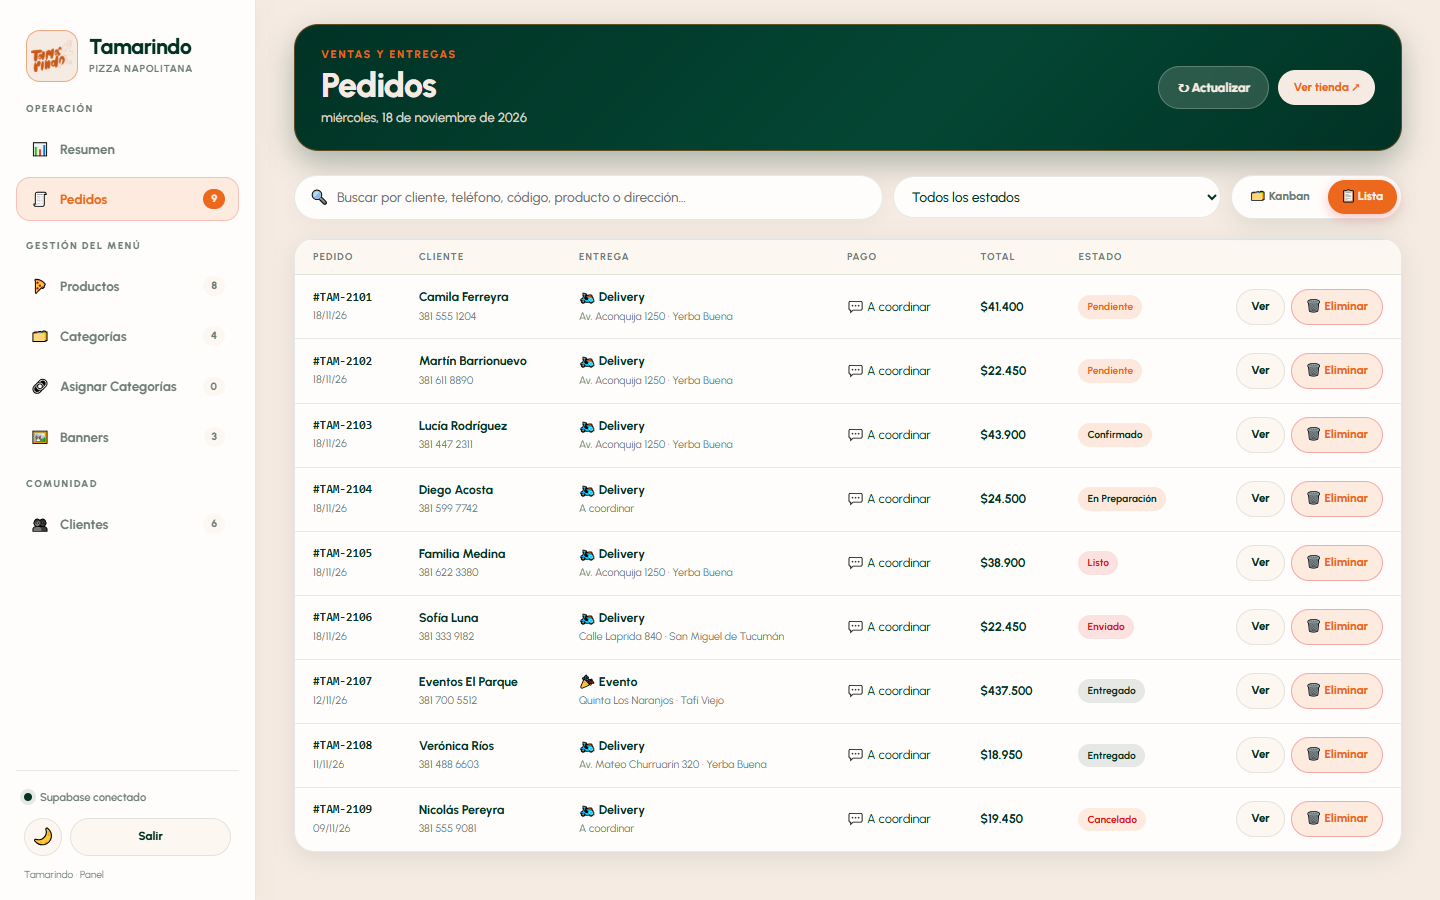 Tamarindo
PIZZA NAPOLITANA
OPERACIÓN
Resumen
Pedidos 9
GESTIÓN DEL MENÚ
Productos 8
Categorías 4
Asignar Categorías 0
Banners 3
COMUNIDAD
Clientes 6
Supabase conectado
Salir
Tamarindo · Panel
VENTAS Y ENTREGAS
Pedidos
miércoles, 18 de noviembre de 2026
↻ Actualizar
Ver tienda ↗
Buscar por cliente, teléfono, código, producto o dirección...
Todos los estados
Kanban
Lista
PEDIDO CLIENTE ENTREGA PAGO TOTAL ESTADO
#TAM-2101 Camila Ferreyra Delivery A coordinar $41.400 Pendiente Ver Eliminar
18/11/26 381 555 1204 Av. Aconquija 1250 · Yerba Buena
#TAM-2102 Martín Barrionuevo Delivery A coordinar $22.450 Pendiente Ver Eliminar
18/11/26 381 611 8890 Av. Aconquija 1250 · Yerba Buena
#TAM-2103 Lucía Rodríguez Delivery A coordinar $43.900 Confirmado Ver Eliminar
18/11/26 381 447 2311 Av. Aconquija 1250 · Yerba Buena
#TAM-2104 Diego Acosta Delivery A coordinar $24.500 En Preparación Ver Eliminar
18/11/26 381 599 7742 A coordinar
#TAM-2105 Familia Medina Delivery A coordinar $38.900 Listo Ver Eliminar
18/11/26 381 622 3380 Av. Aconquija 1250 · Yerba Buena
#TAM-2106 Sofía Luna Delivery A coordinar $22.450 Enviado Ver Eliminar
18/11/26 381 333 9182 Calle Laprida 840 · San Miguel de Tucumán
#TAM-2107 Eventos El Parque Evento A coordinar $437.500 Entregado Ver Eliminar
12/11/26 381 700 5512 Quinta Los Naranjos · Tafí Viejo
#TAM-2108 Verónica Ríos Delivery A coordinar $18.950 Entregado Ver Eliminar
11/11/26 381 488 6603 Av. Mateo Churruarín 320 · Yerba Buena
#TAM-2109 Nicolás Pereyra Delivery A coordinar $19.450 Cancelado Ver Eliminar
09/11/26 381 555 9081 A coordinar